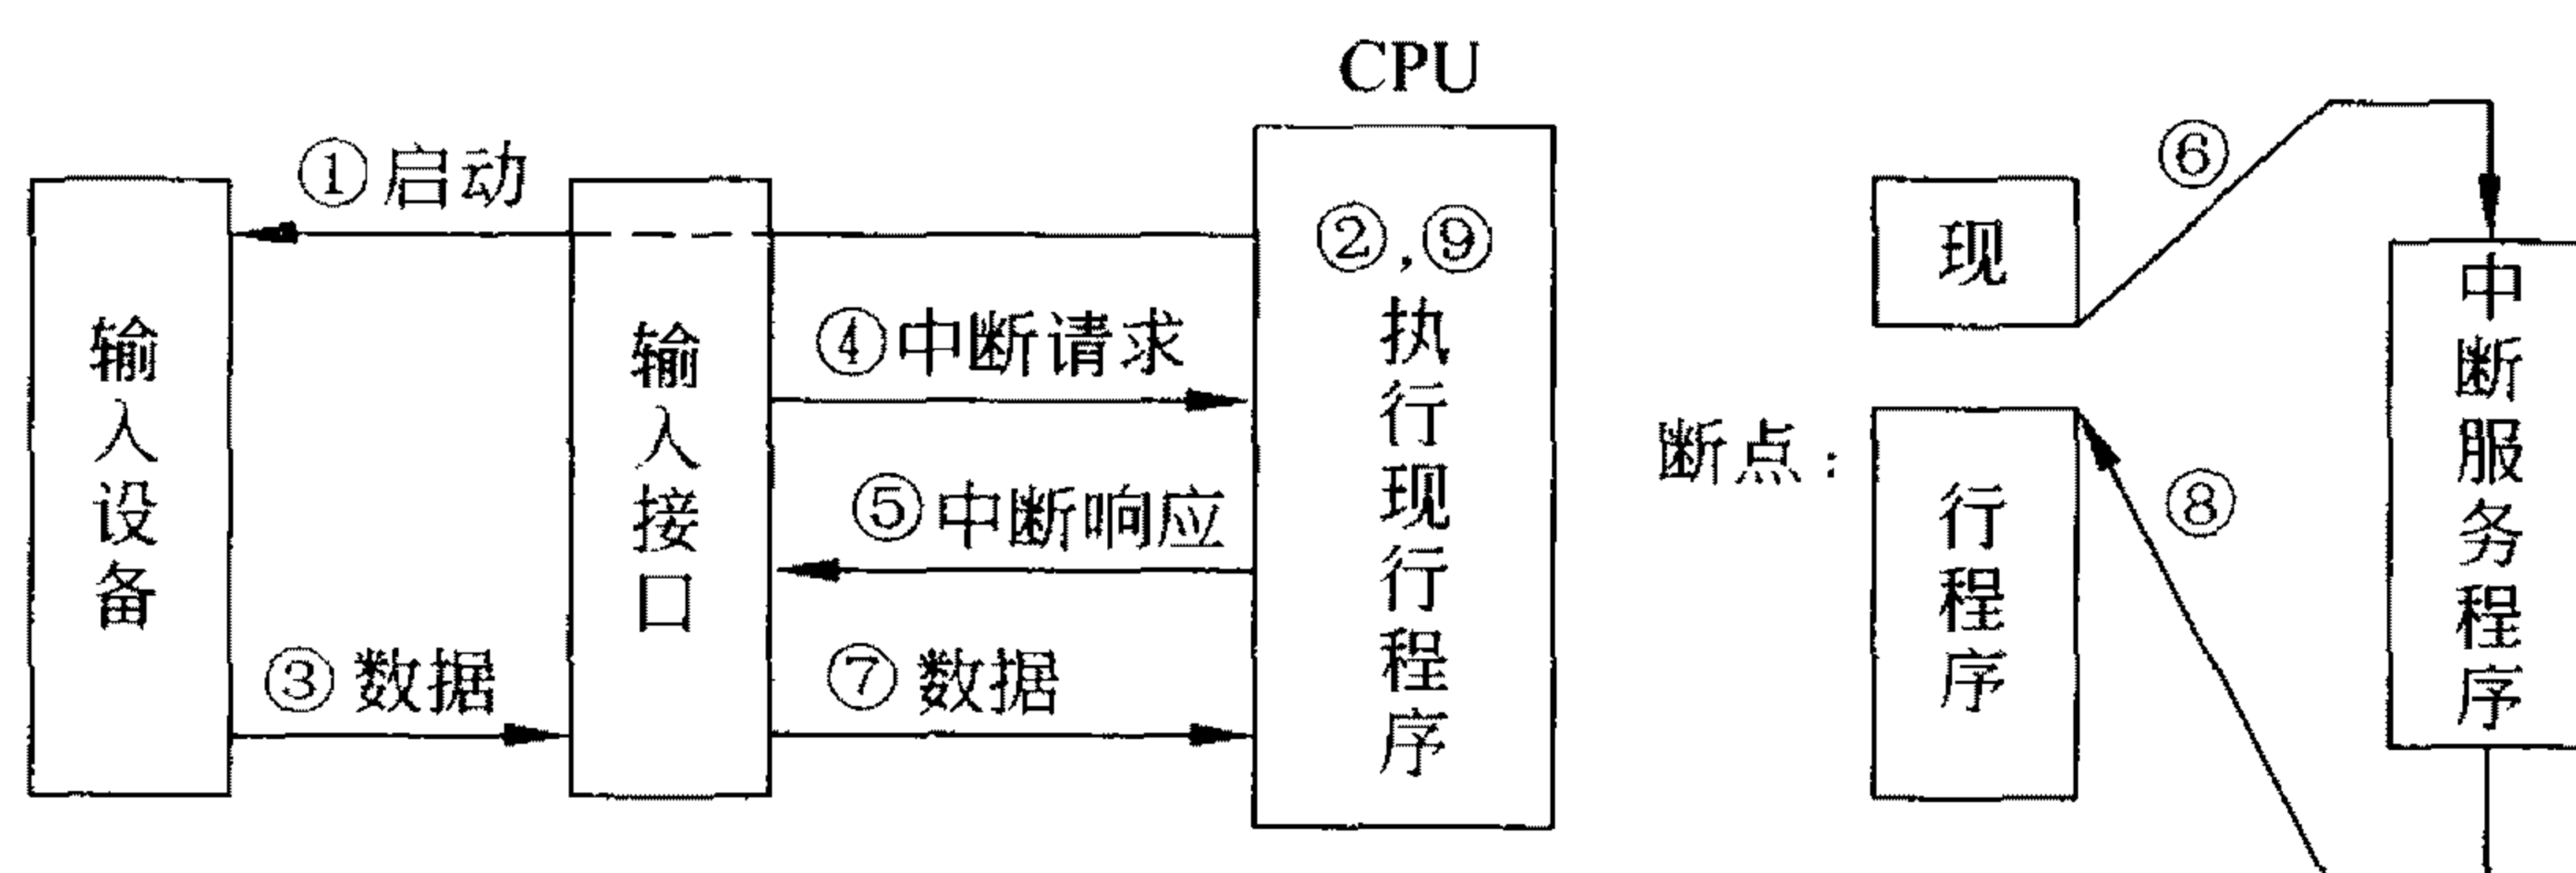 CPU
①启动
②,⑨
执行现行程序
④中断请求
⑤中断响应
③数据
⑦数据
输入设备
输入接口
⑥
现
断点:
行程序
⑧
中断服务程序